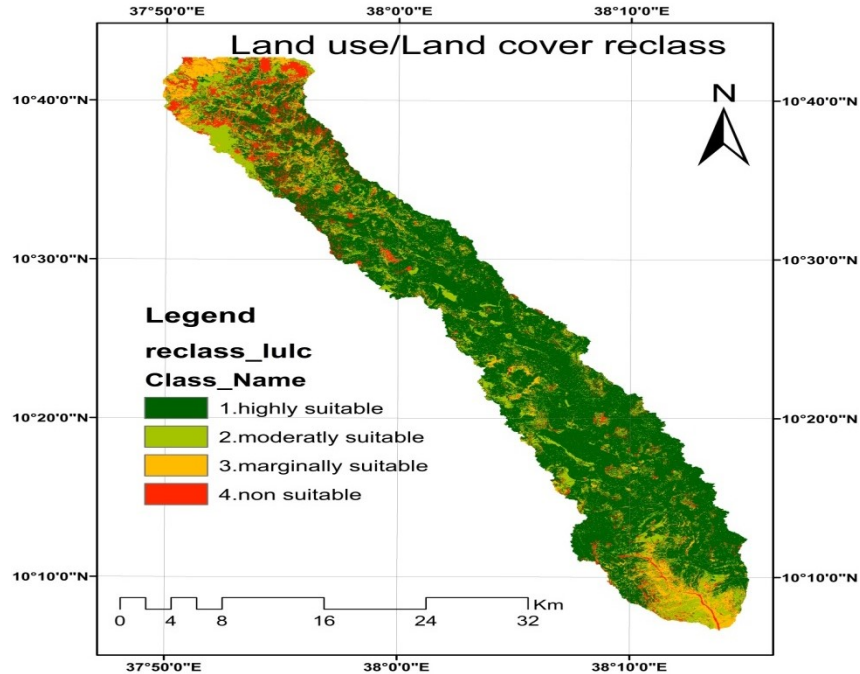 37°50'0"E 38°0'0"E 38°10'0"E
Land use/Land cover reclass
N
10°40'0"N 10°40'0"N
10°30'0"N 10°30'0"N
Legend
reclass_lulc
Class_Name
1.highly suitable
2.moderatly suitable
3.marginally suitable
4.non suitable
10°20'0"N 10°20'0"N
10°10'0"N 10°10'0"N
Km
0 4 8 16 24 32
37°50'0"E 38°0'0"E 38°10'0"E